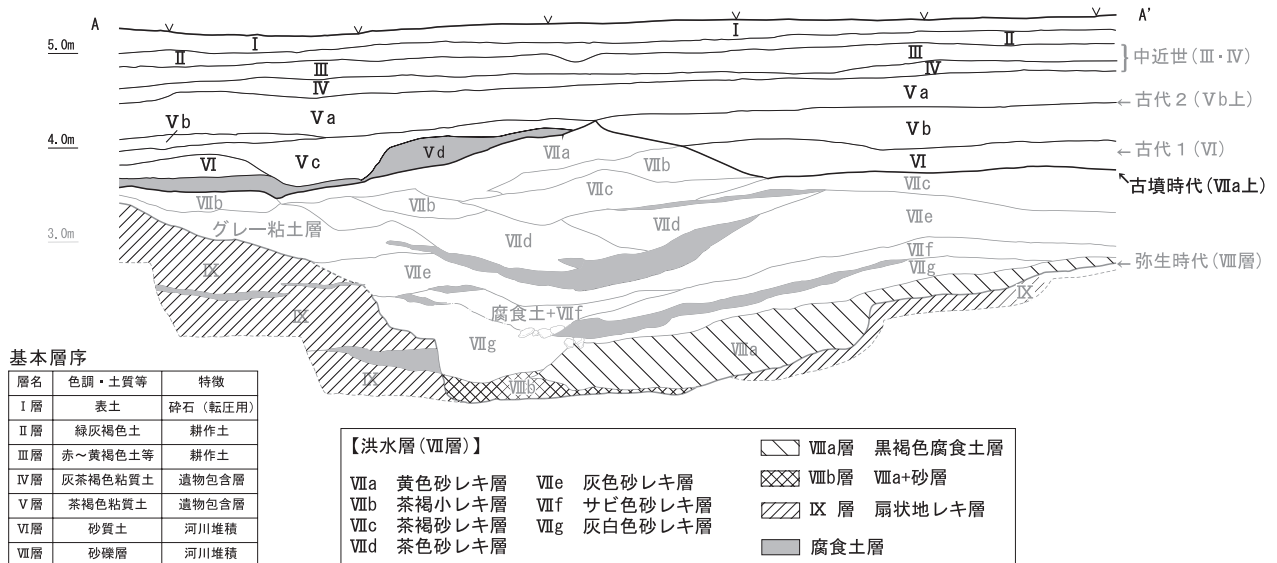 A
A'
Ⅰ
Ⅰ
5.0m
Ⅱ
Ⅱ
Ⅲ
Ⅲ
中近世(Ⅲ・Ⅳ)
Ⅳ
Ⅳ
Ⅴa
Ⅴa
←古代2(Ⅴb上)
Ⅴb
Ⅴb
4.0m
Ⅴc
Ⅴd
Ⅶa
Ⅵ
Ⅵ
←古代1(Ⅵ)
Ⅶb
Ⅶc
Ⅶc
古墳時代(Ⅶa上)
Ⅶb
Ⅶb
Ⅶe
グレー粘土層
Ⅶd
Ⅶd
3.0m
Ⅶf
Ⅶe
Ⅶg
←弥生時代(Ⅷ層)
Ⅸ
Ⅸ
Ⅸ
腐食土+Ⅶf
Ⅶg
Ⅷa
Ⅸ
Ⅷb
基本層序
層名 色調・土質等 特徴
Ⅰ層 表土 砕石(転圧用)
Ⅱ層 緑灰褐色土 耕作土
Ⅲ層 赤～黄褐色土等 耕作土
Ⅳ層 灰茶褐色粘質土 遺物包含層
Ⅴ層 茶褐色粘質土 遺物包含層
Ⅵ層 砂質土 河川堆積
Ⅶ層 砂礫層 河川堆積
【洪水層(Ⅶ層)】
Ⅶa 黄色砂レキ層
Ⅶb 茶褐小レキ層
Ⅶc 茶褐砂レキ層
Ⅶd 茶色砂レキ層
Ⅶe 灰色砂レキ層
Ⅶf サビ色砂レキ層
Ⅶg 灰白色砂レキ層
Ⅷa層 黒褐色腐食土層
Ⅷb層 Ⅷa+砂層
Ⅸ 層 扇状地レキ層
腐食土層